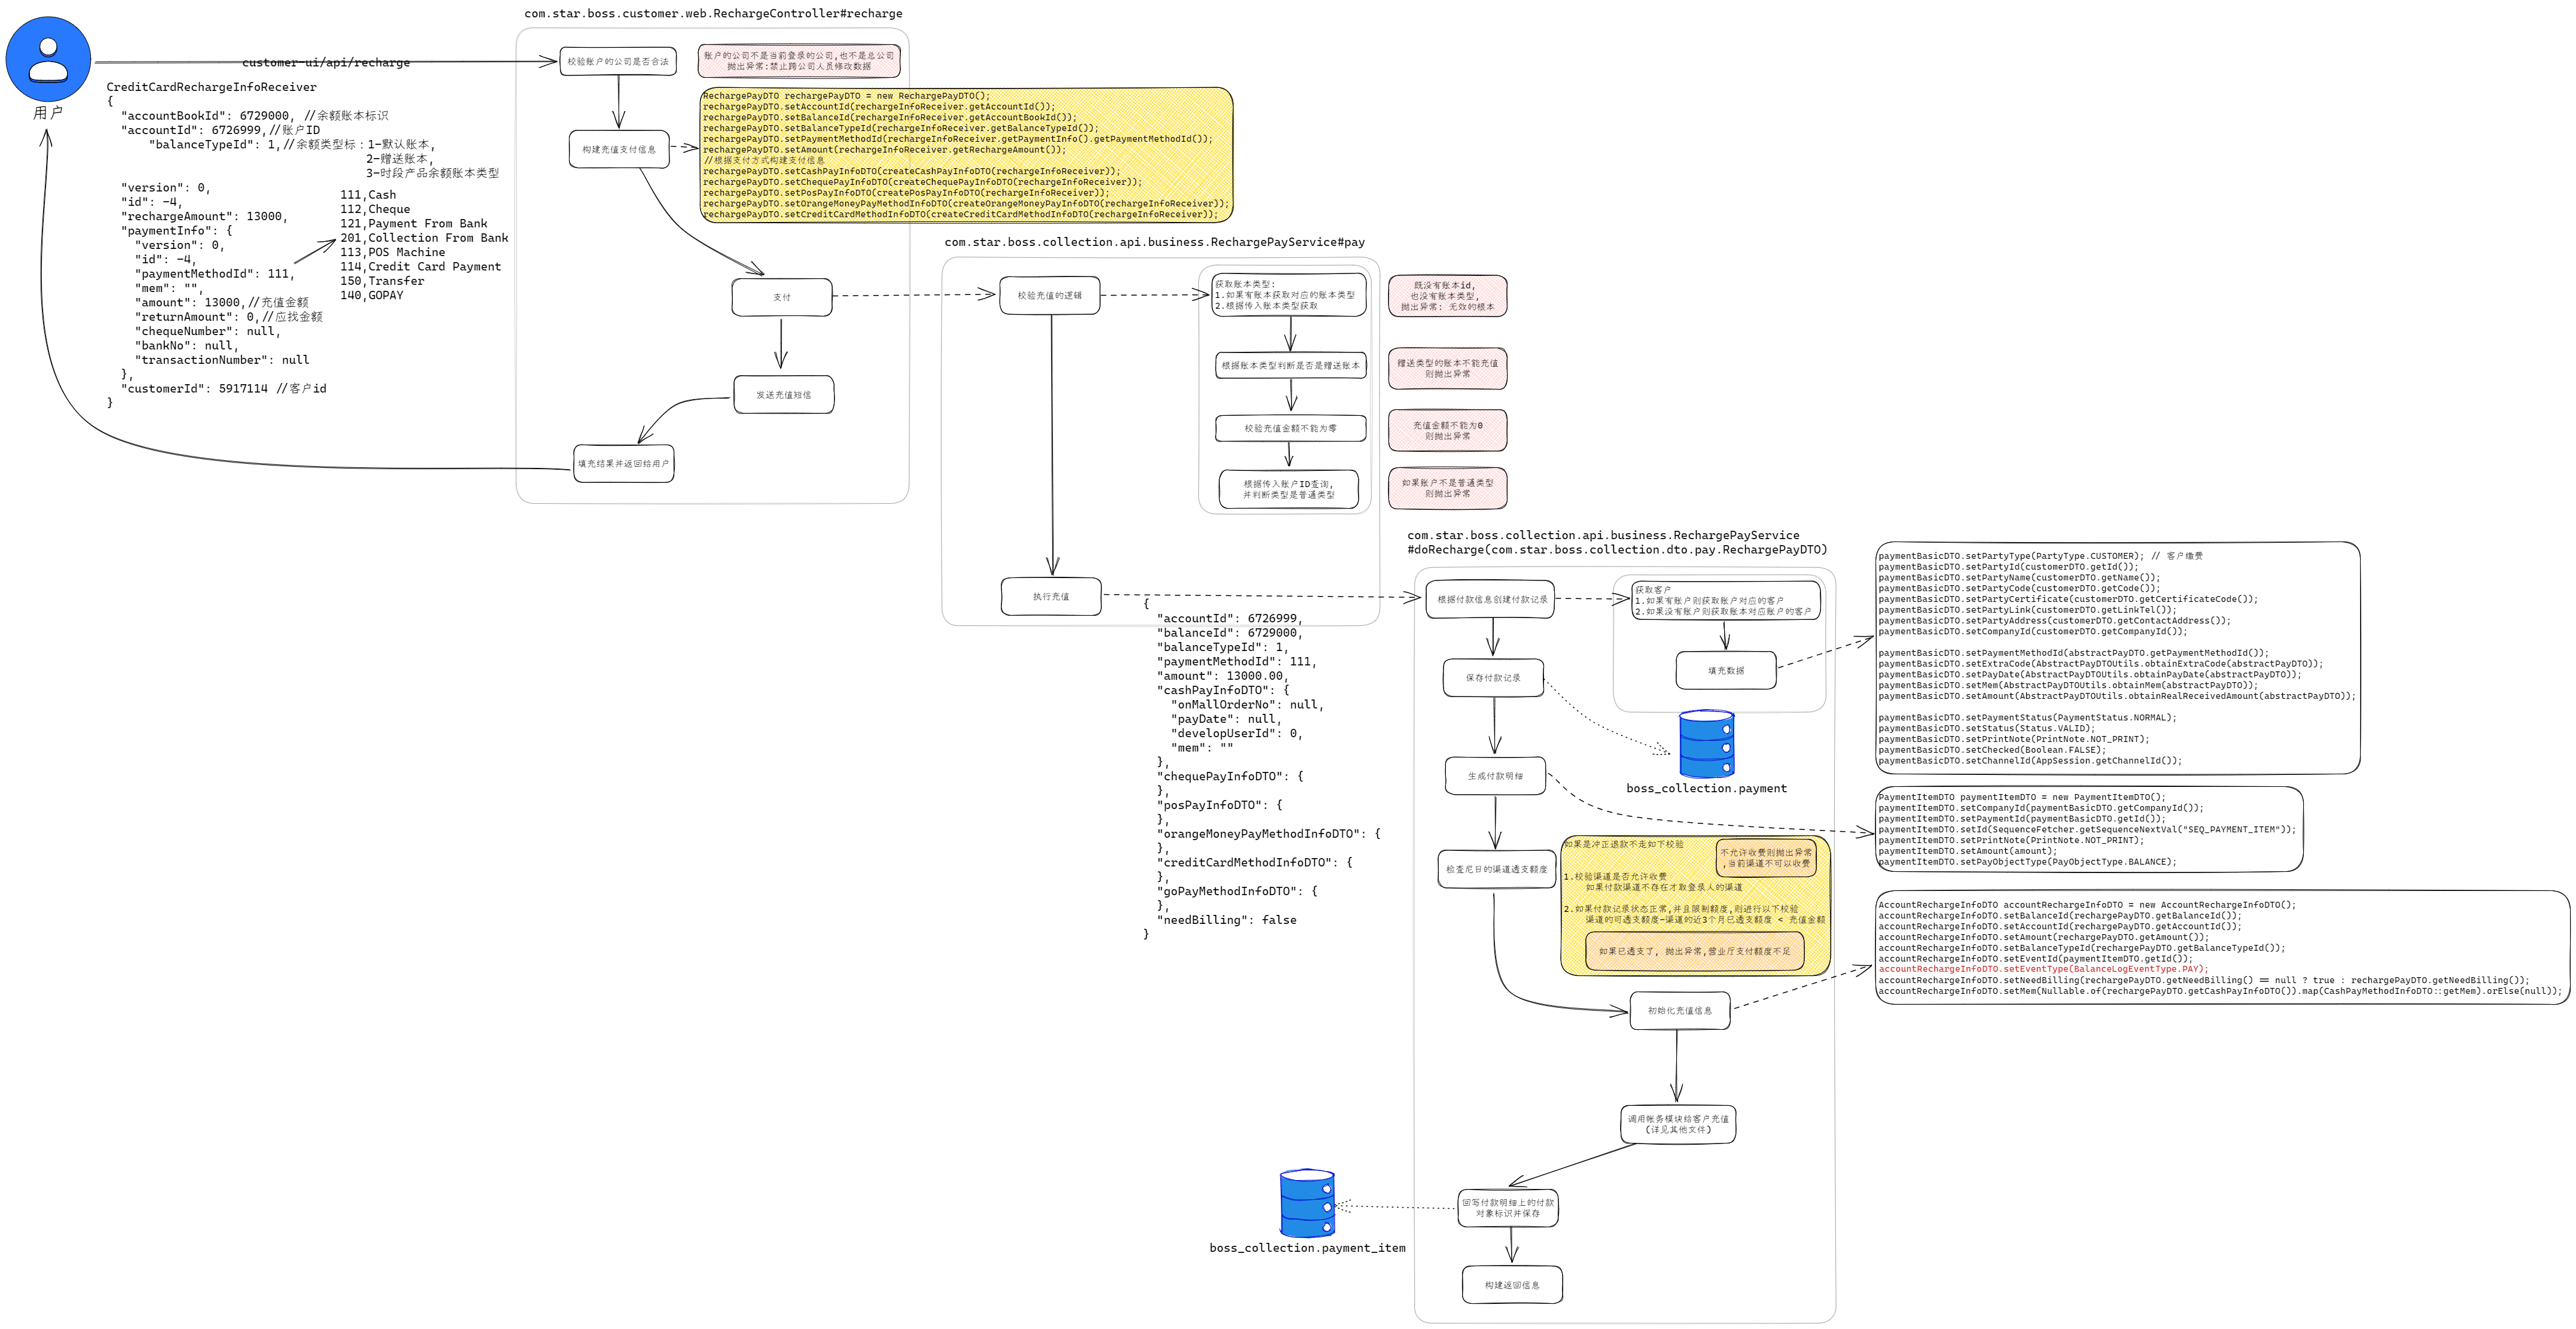 com.star.boss.customer.web.RechargeController#recharge
customer-ui/api/recharge
用户
CreditCardRechargeInfoReceiver
{
"accountBookId": 6729000, //余额账本标识
"accountId": 6726999,//账户ID
"balanceTypeId": 1,//余额类型标：1-默认账本,
2-赠送账本,
3-时段产品余额账本类型
"version": 0,
"id": -4,
"rechargeAmount": 13000,
"paymentInfo": {
"version": 0,
"id": -4,
"paymentMethodId": 111,
"mem": "",
"amount": 13000,//充值金额
"returnAmount": 0,//应找金额
"chequeNumber": null,
"bankNo": null,
"transactionNumber": null
},
"customerId": 5917114 //客户id
}
111,Cash
112,Cheque
121,Payment From Bank
201,Collection From Bank
113,POS Machine
114,Credit Card Payment
150,Transfer
140,GOPAY
校验账户的公司是否合法
账户的公司不是当前登录的公司,也不是总公司
抛出异常:禁止跨公司人员修改数据
构建充值支付信息
RechargePayDTO rechargePayDTO = new RechargePayDTO();
rechargePayDTO.setAccountId(rechargeInfoReceiver.getAccountId());
rechargePayDTO.setBalanceId(rechargeInfoReceiver.getAccountBookId());
rechargePayDTO.setBalanceTypeId(rechargeInfoReceiver.getBalanceTypeId());
rechargePayDTO.setPaymentMethodId(rechargeInfoReceiver.getPaymentInfo().getPaymentMethodId());
rechargePayDTO.setAmount(rechargeInfoReceiver.getRechargeAmount());
//根据支付方式构建支付信息
rechargePayDTO.setCashPayInfoDTO(createCashPayInfoDTO(rechargeInfoReceiver));
rechargePayDTO.setChequePayInfoDTO(createChequePayInfoDTO(rechargeInfoReceiver));
rechargePayDTO.setPosPayInfoDTO(createPosPayInfoDTO(rechargeInfoReceiver));
rechargePayDTO.setOrangeMoneyPayMethodInfoDTO(createOrangeMoneyPayInfoDTO(rechargeInfoReceiver));
rechargePayDTO.setCreditCardMethodInfoDTO(createCreditCardMethodInfoDTO(rechargeInfoReceiver));
支付
发送充值短信
填充结果并返回给用户
com.star.boss.collection.api.business.RechargePayService#pay
校验充值的逻辑
获取账本类型:
1.如果有账本获取对应的账本类型
2.根据传入账本类型获取
根据账本类型判断是否是赠送账本
校验充值金额不能为零
根据传入账户ID查询,
并判断类型是普通类型
既没有账本id,
也没有账本类型,
抛出异常: 无效的根本
赠送类型的账本不能充值
则抛出异常
充值金额不能为0
则抛出异常
如果账户不是普通类型
则抛出异常
执行充值
{
"accountId": 6726999,
"balanceId": 6729000,
"balanceTypeId": 1,
"paymentMethodId": 111,
"amount": 13000.00,
"cashPayInfoDTO": {
"onMallOrderNo": null,
"payDate": null,
"developUserId": 0,
"mem": ""
},
"chequePayInfoDTO": {
},
"posPayInfoDTO": {
},
"orangeMoneyPayMethodInfoDTO": {
},
"creditCardMethodInfoDTO": {
},
"goPayMethodInfoDTO": {
},
"needBilling": false
}
com.star.boss.collection.api.business.RechargePayService
#doRecharge(com.star.boss.collection.dto.pay.RechargePayDTO)
根据付款信息创建付款记录
获取客户
1.如果有账户则获取账户对应的客户
2.如果没有账户则获取账本对应账户的客户
填充数据
保存付款记录
boss_collection.payment
生成付款明细
检查尼日的渠道透支额度
如果是冲正退款不走如下校验
不允许收费则抛出异常
,当前渠道不可以收费
1.校验渠道是否允许收费
如果付款渠道不存在才取登录人的渠道
2.如果付款记录状态正常,并且限制额度,则进行以下校验
渠道的可透支额度-渠道的近3个月已透支额度 < 充值金额
如果已透支了, 抛出异常,营业厅支付额度不足
初始化充值信息
调用帐务模块给客户充值
(详见其他文件)
回写付款明细上的付款
对象标识并保存
boss_collection.payment_item
构建返回信息
paymentBasicDTO.setPartyType(PartyType.CUSTOMER); // 客户缴费
paymentBasicDTO.setPartyId(customerDTO.getId());
paymentBasicDTO.setPartyName(customerDTO.getName());
paymentBasicDTO.setPartyCode(customerDTO.getCode());
paymentBasicDTO.setPartyCertificate(customerDTO.getCertificateCode());
paymentBasicDTO.setPartyLink(customerDTO.getLinkTel());
paymentBasicDTO.setPartyAddress(customerDTO.getContactAddress());
paymentBasicDTO.setCompanyId(customerDTO.getCompanyId());
paymentBasicDTO.setPaymentMethodId(abstractPayDTO.getPaymentMethodId());
paymentBasicDTO.setExtraCode(AbstractPayDTOUtils.obtainExtraCode(abstractPayDTO));
paymentBasicDTO.setPayDate(AbstractPayDTOUtils.obtainPayDate(abstractPayDTO));
paymentBasicDTO.setMem(AbstractPayDTOUtils.obtainMem(abstractPayDTO));
paymentBasicDTO.setAmount(AbstractPayDTOUtils.obtainRealReceivedAmount(abstractPayDTO));
paymentBasicDTO.setPaymentStatus(PaymentStatus.NORMAL);
paymentBasicDTO.setStatus(Status.VALID);
paymentBasicDTO.setPrintNote(PrintNote.NOT_PRINT);
paymentBasicDTO.setChecked(Boolean.FALSE);
paymentBasicDTO.setChannelId(AppSession.getChannelId());
PaymentItemDTO paymentItemDTO = new PaymentItemDTO();
paymentItemDTO.setCompanyId(paymentBasicDTO.getCompanyId());
paymentItemDTO.setPaymentId(paymentBasicDTO.getId());
paymentItemDTO.setId(SequenceFetcher.getSequenceNextVal("SEQ_PAYMENT_ITEM"));
paymentItemDTO.setPrintNote(PrintNote.NOT_PRINT);
paymentItemDTO.setAmount(amount);
paymentItemDTO.setPayObjectType(PayObjectType.BALANCE);
AccountRechargeInfoDTO accountRechargeInfoDTO = new AccountRechargeInfoDTO();
accountRechargeInfoDTO.setBalanceId(rechargePayDTO.getBalanceId());
accountRechargeInfoDTO.setAccountId(rechargePayDTO.getAccountId());
accountRechargeInfoDTO.setAmount(rechargePayDTO.getAmount());
accountRechargeInfoDTO.setBalanceTypeId(rechargePayDTO.getBalanceTypeId());
accountRechargeInfoDTO.setEventId(paymentItemDTO.getId());
accountRechargeInfoDTO.setEventType(BalanceLogEventType.PAY);
accountRechargeInfoDTO.setNeedBilling(rechargePayDTO.getNeedBilling() == null ? true : rechargePayDTO.getNeedBilling());
accountRechargeInfoDTO.setMem(Nullable.of(rechargePayDTO.getCashPayInfoDTO()).map(CashPayMethodInfoDTO::getMem).orElse(null));